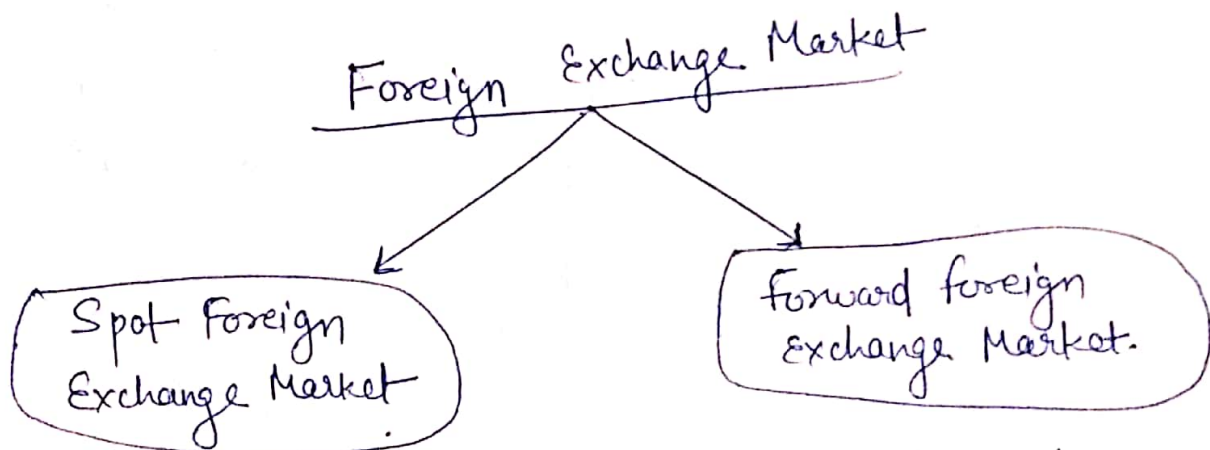 Foreign Exchange Market
Spot Foreign
Exchange Market
Forward foreign
exchange Market.